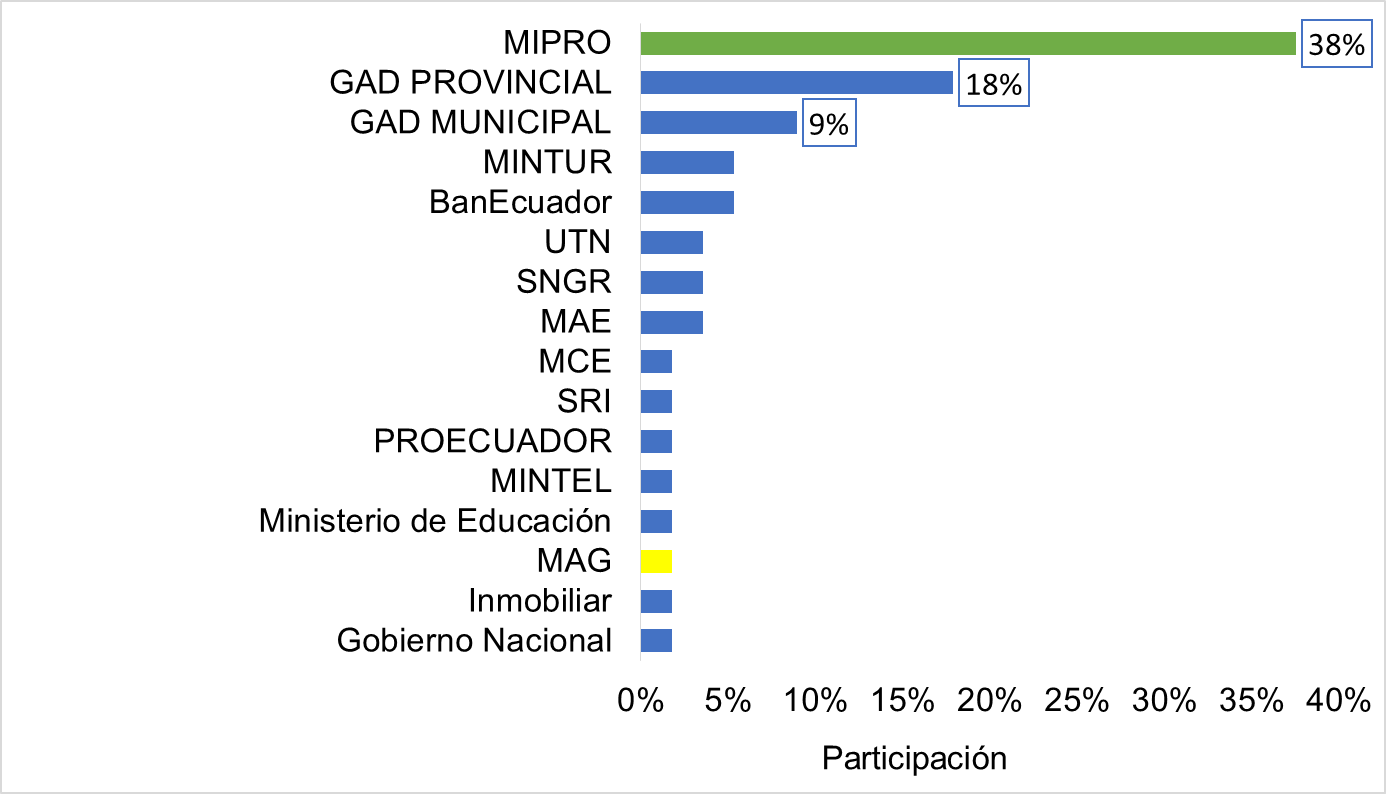 MIPRO 38%
GAD PROVINCIAL 18%
GAD MUNICIPAL 9%
MINTUR
BanEcuador
UTN
SNGR
MAE
MCE
SRI
PROECUADOR
MINTEL
Ministerio de Educación
MAG
Inmobiliar
Gobierno Nacional
0% 5% 10% 15% 20% 25% 30% 35% 40%
Participación